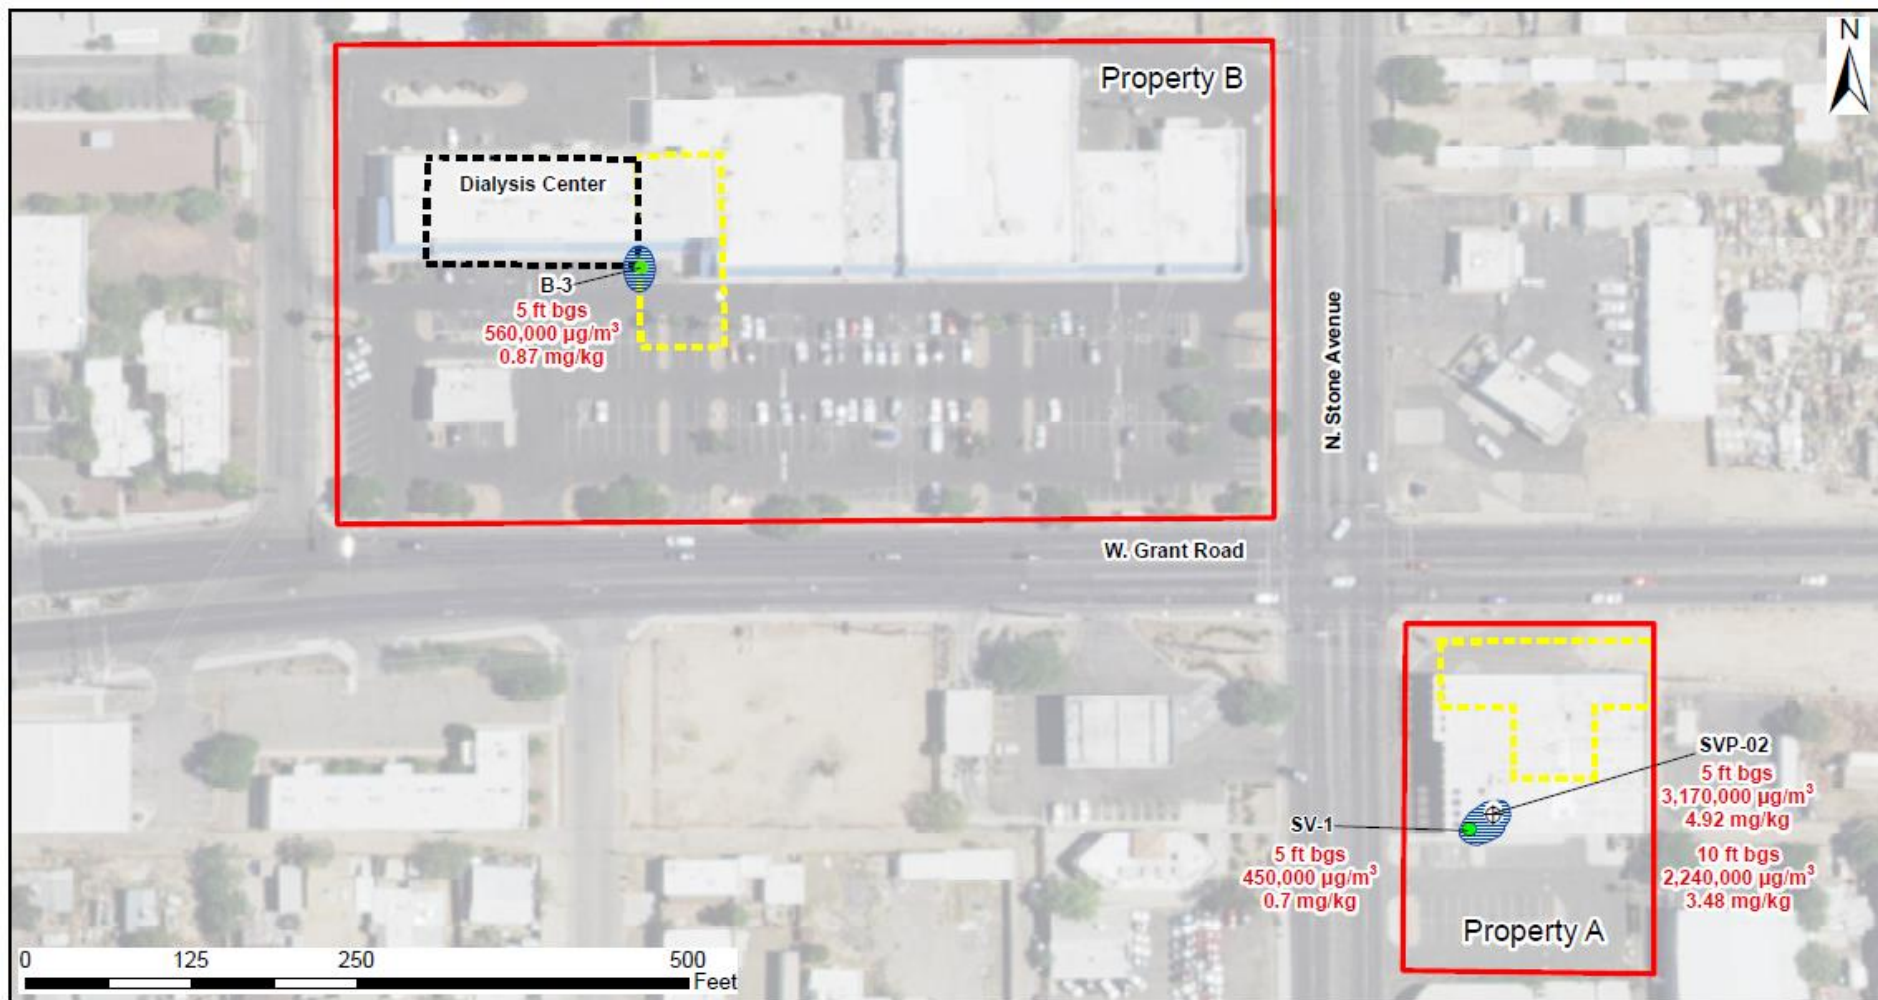 N
Property B
Dialysis Center
B-3
5 ft bgs
560,000 µg/m³
0.87 mg/kg
N. Stone Avenue
W. Grant Road
SVP-02
5 ft bgs
3,170,000 µg/m³
4.92 mg/kg
10 ft bgs
2,240,000 µg/m³
3.48 mg/kg
SV-1
5 ft bgs
450,000 µg/m³
0.7 mg/kg
Property A
0 125 250 500
Feet